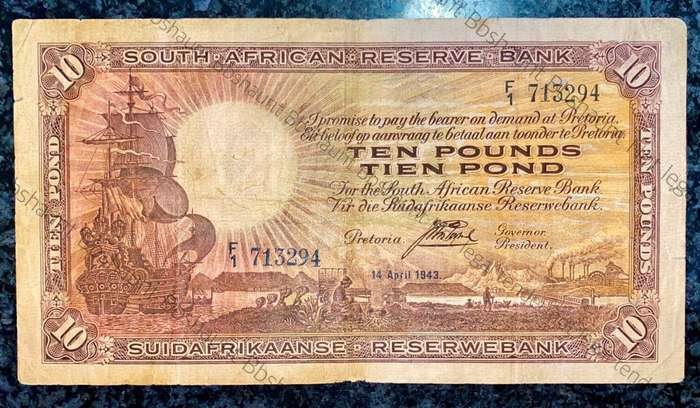 SOUTH AFRICAN RESERVE BANK
10
10
F/1 713294
I promise to pay the bearer on demand at Pretoria.
Ek beloof op aanvraag te betaal aan toonder te Pretoria
TEN POUNDS
TIEN POND
For the South African Reserve Bank.
Vir die Suidafrikaanse Reserwebank.
TIEN POND
TEN POUNDS
F/1 713294
Pretoria.
Governor.
President.
14 April 1943.
10
10
SUIDAFRIKAANSE RESERWEBANK
Bbshaunt
legal tender